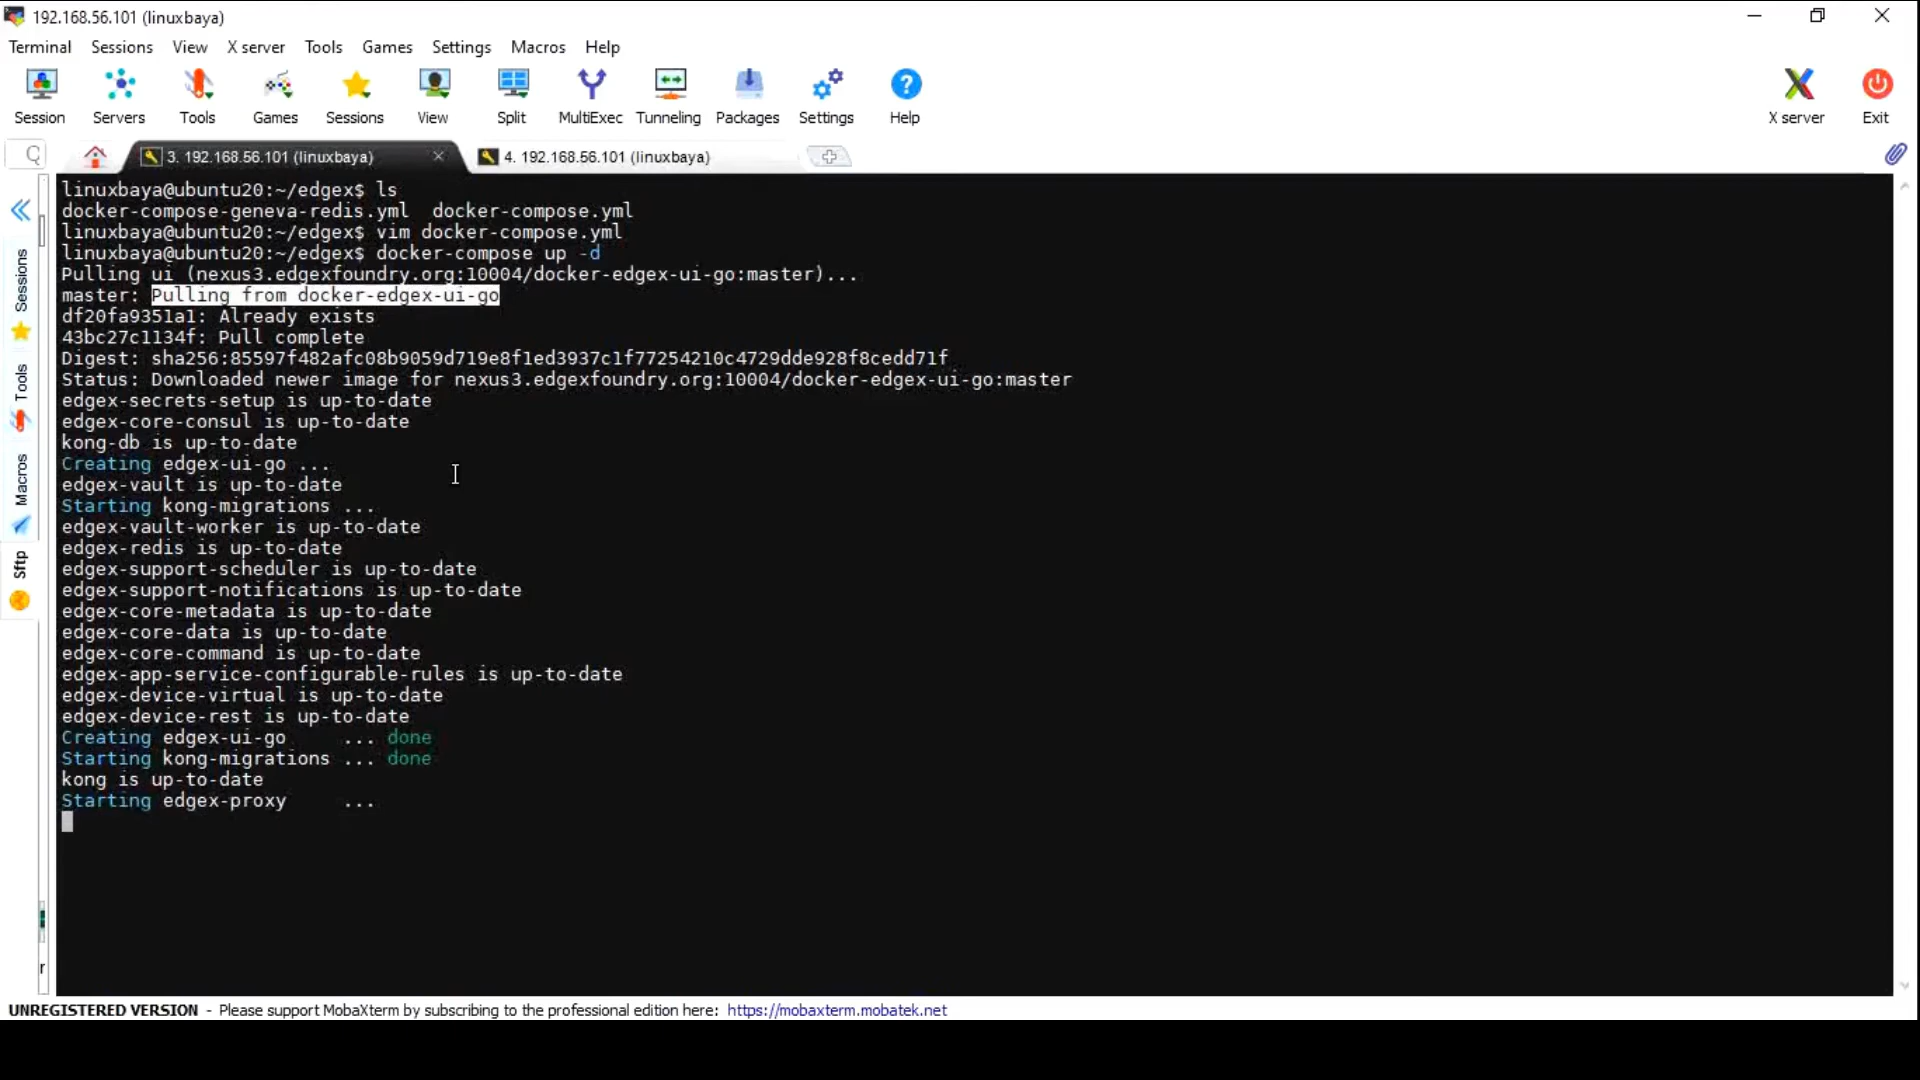 192.168.56.101 (linuxbaya)
Terminal Sessions View X server Tools Games Settings Macros Help
Session Servers Tools Games Sessions View Split MultiExec Tunneling Packages Settings Help X server Exit
3. 192.168.56.101 (linuxbaya) 4. 192.168.56.101 (linuxbaya)
Sessions
Tools
Macros
Sftp
r
linuxbaya@ubuntu20:~/edgex$ ls
docker-compose-geneva-redis.yml  docker-compose.yml
linuxbaya@ubuntu20:~/edgex$ vim docker-compose.yml
linuxbaya@ubuntu20:~/edgex$ docker-compose up -d
Pulling ui (nexus3.edgexfoundry.org:10004/docker-edgex-ui-go:master)...
master: Pulling from docker-edgex-ui-go
df20fa9351a1: Already exists
43bc27c1134f: Pull complete
Digest: sha256:85597f482afc08b9059d719e8f1ed3937c1f77254210c4729dde928f8cedd71f
Status: Downloaded newer image for nexus3.edgexfoundry.org:10004/docker-edgex-ui-go:master
edgex-secrets-setup is up-to-date
edgex-core-consul is up-to-date
kong-db is up-to-date
Creating edgex-ui-go ...
edgex-vault is up-to-date
Starting kong-migrations ...
edgex-vault-worker is up-to-date
edgex-redis is up-to-date
edgex-support-scheduler is up-to-date
edgex-support-notifications is up-to-date
edgex-core-metadata is up-to-date
edgex-core-data is up-to-date
edgex-core-command is up-to-date
edgex-app-service-configurable-rules is up-to-date
edgex-device-virtual is up-to-date
edgex-device-rest is up-to-date
Creating edgex-ui-go     ... done
Starting kong-migrations ... done
kong is up-to-date
Starting edgex-proxy     ...
UNREGISTERED VERSION - Please support MobaXterm by subscribing to the professional edition here: https://mobaxterm.mobatek.net